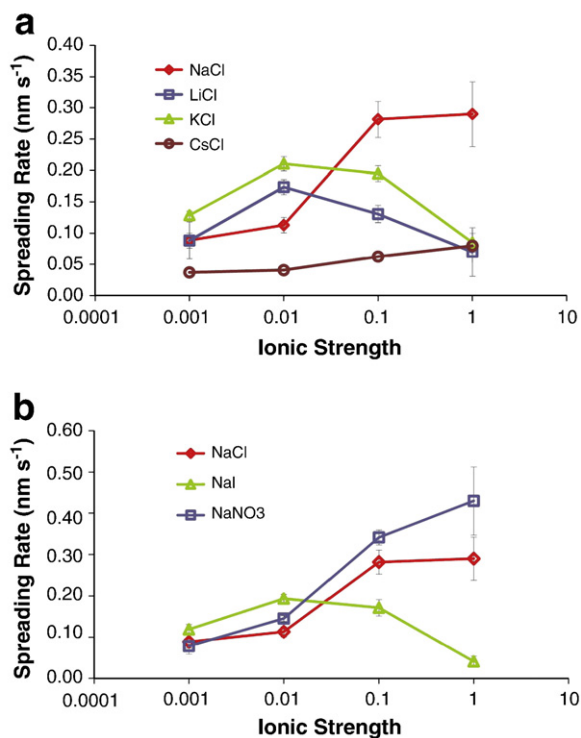 a
Spreading Rate (nm s-1)
0.40
0.35
0.30
0.25
0.20
0.15
0.10
0.05
0.00
NaCl
LiCl
KCl
CsCl
0.0001 0.001 0.01 0.1 1 10
Ionic Strength
b
Spreading Rate (nm s-1)
0.60
0.50
0.40
0.30
0.20
0.10
0.00
NaCl
NaI
NaNO3
0.0001 0.001 0.01 0.1 1 10
Ionic Strength